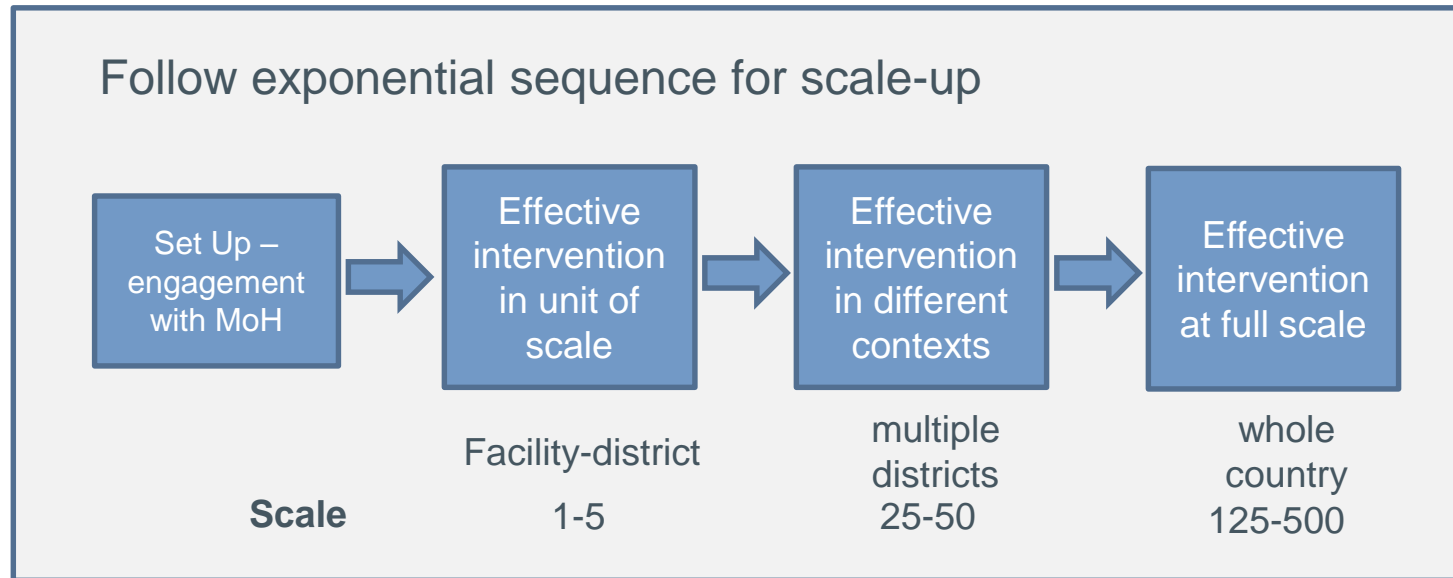 Follow exponential sequence for scale-up
Set Up –
engagement
with MoH
Effective
intervention
in unit of
scale
Effective
intervention
in different
contexts
Effective
intervention
at full scale
Facility-district
multiple
districts
whole
country
Scale
1-5
25-50
125-500